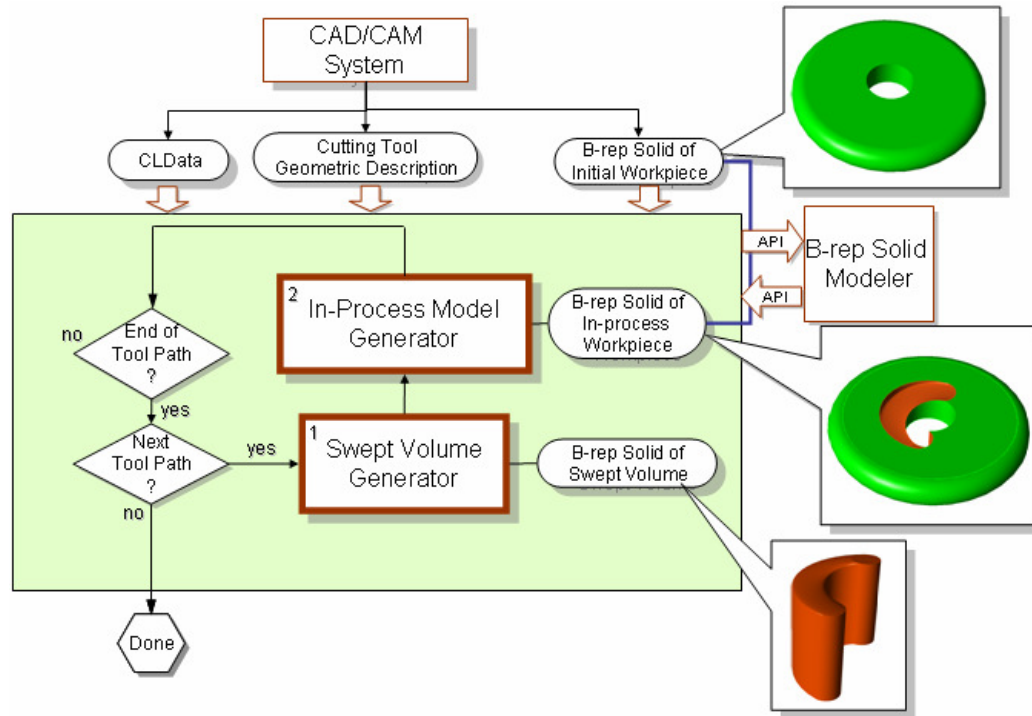 CAD/CAM
System
CLData
Cutting Tool
Geometric Description
B-rep Solid of
Initial Workpiece
API
B-rep Solid
Modeler
API
2
In-Process Model
Generator
B-rep Solid of
In-process
Workpiece
no
End of
Tool Path
?
yes
Next
Tool Path
?
yes
1
Swept Volume
Generator
B-rep Solid of
Swept Volume
no
Done